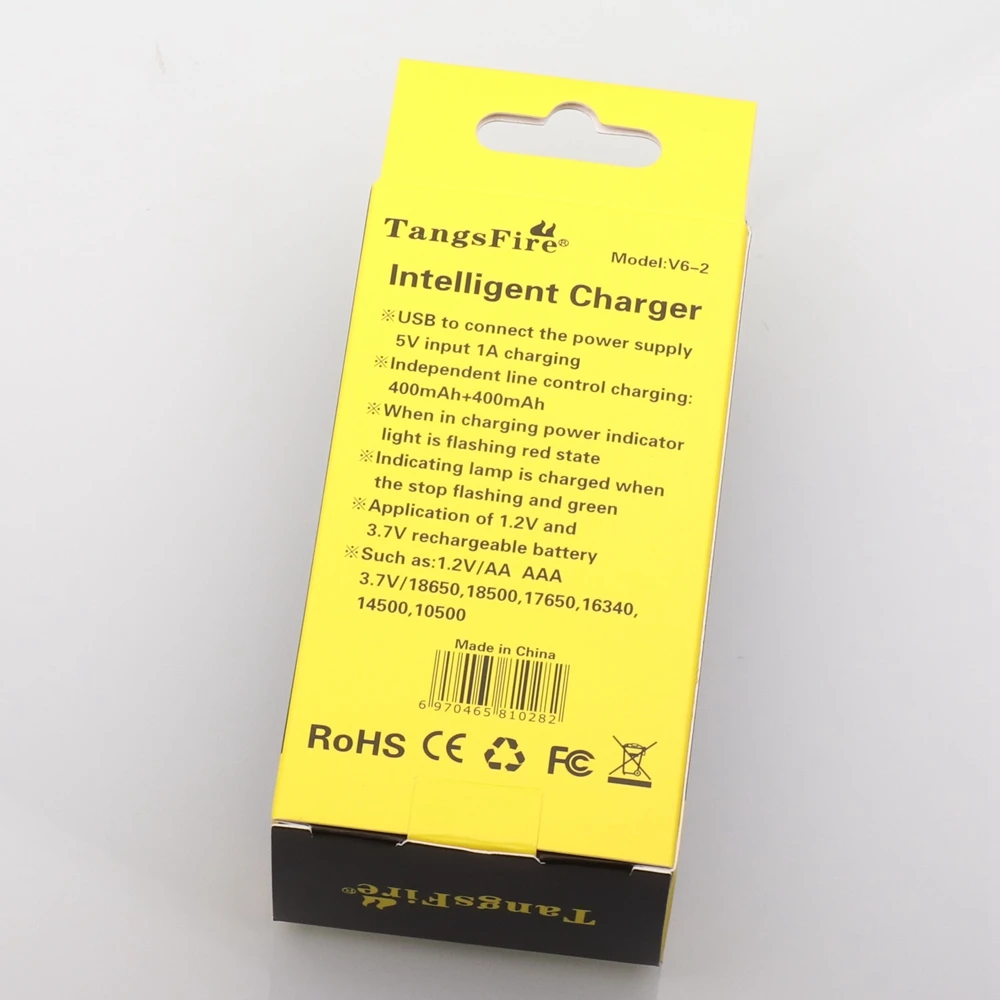 TangsFire®
Model:V6-2
Intelligent Charger
※USB to connect the power supply
5V input 1A charging
※Independent line control charging:
400mAh+400mAh
※When in charging power indicator
light is flashing red state
※Indicating lamp is charged when
the stop flashing and green
※Application of 1.2V and
3.7V rechargeable battery
※Such as:1.2V/AA AAA
3.7V/18650,18500,17650,16340,
14500,10500
Made in China
6 970465 810282
RoHS CE FC
TangsFire®